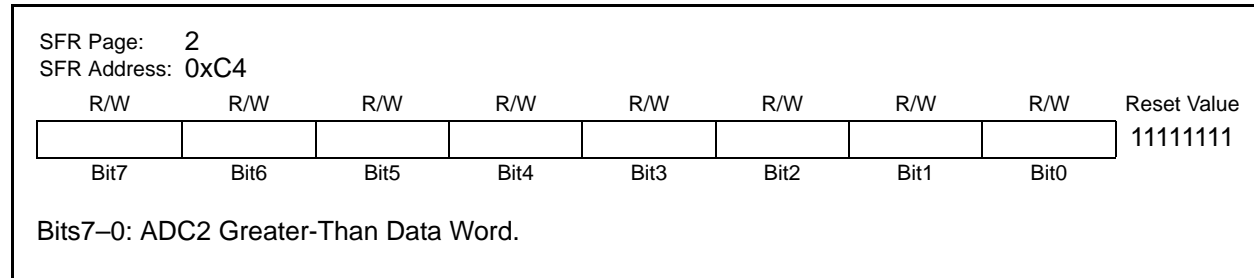 SFR Page: 2
SFR Address: 0xC4
R/W R/W R/W R/W R/W R/W R/W R/W Reset Value
11111111
Bit7 Bit6 Bit5 Bit4 Bit3 Bit2 Bit1 Bit0
Bits7–0: ADC2 Greater-Than Data Word.